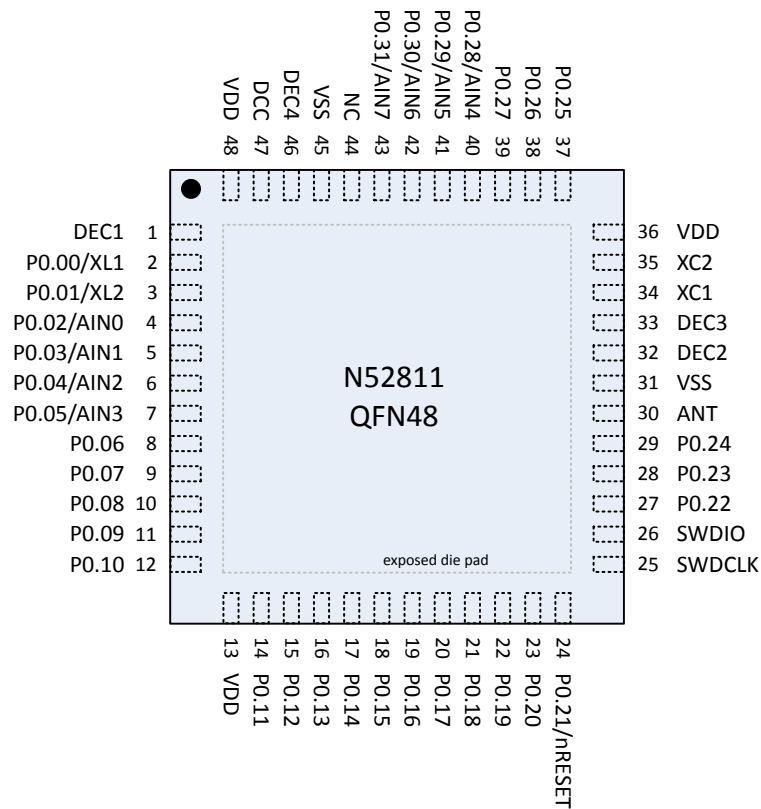 VDD 48
DCC 47
DEC4 46
VSS 45
NC 44
P0.31/AIN7 43
P0.30/AIN6 42
P0.29/AIN5 41
P0.28/AIN4 40
P0.27 39
P0.26 38
P0.25 37
DEC1 1
P0.00/XL1 2
P0.01/XL2 3
P0.02/AIN0 4
P0.03/AIN1 5
P0.04/AIN2 6
P0.05/AIN3 7
P0.06 8
P0.07 9
P0.08 10
P0.09 11
P0.10 12
N52811
QFN48
exposed die pad
36 VDD
35 XC2
34 XC1
33 DEC3
32 DEC2
31 VSS
30 ANT
29 P0.24
28 P0.23
27 P0.22
26 SWDIO
25 SWDCLK
13 VDD
14 P0.11
15 P0.12
16 P0.13
17 P0.14
18 P0.15
19 P0.16
20 P0.17
21 P0.18
22 P0.19
23 P0.20
24 P0.21/nRESET